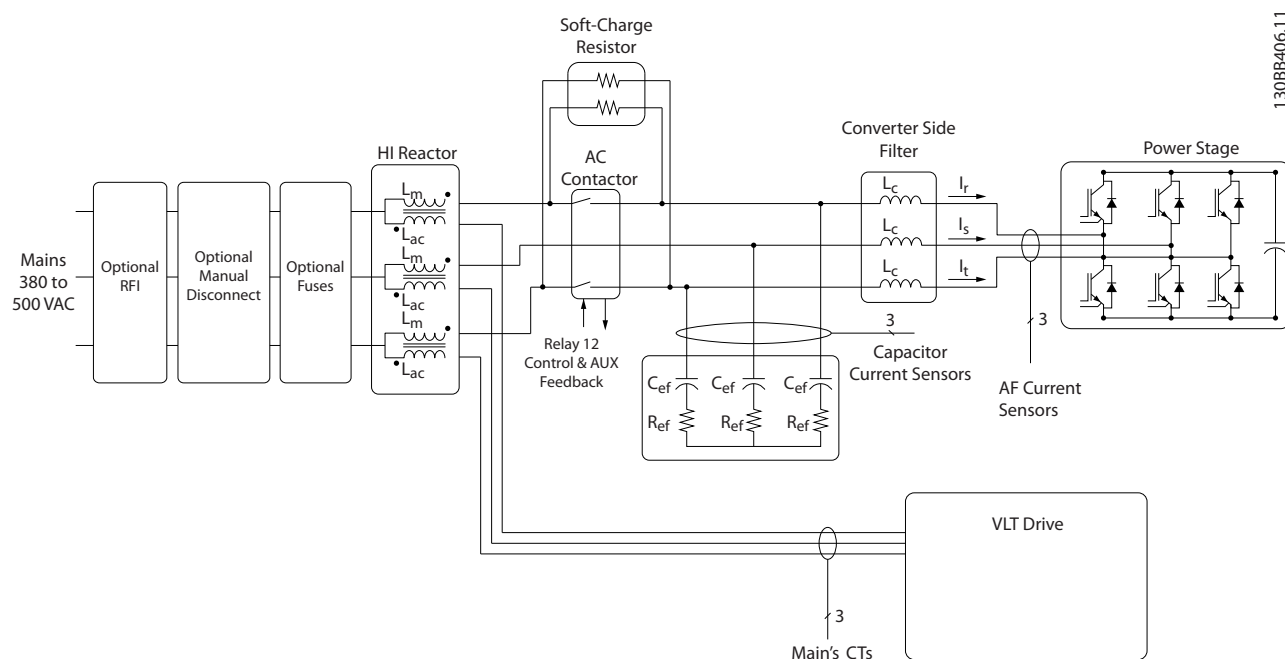 130BB406.11
Soft-Charge
Resistor
HI Reactor
AC
Contactor
Converter Side
Filter
Power Stage
Mains
380 to
500 VAC
Optional
RFI
Optional
Manual
Disconnect
Optional
Fuses
Lm
Lac
Lm
Lac
Lm
Lac
Relay 12
Control & AUX
Feedback
Lc
Lc
Lc
Ir
Is
It
3
Capacitor
Current Sensors
3
AF Current
Sensors
Cef
Cef
Cef
Ref
Ref
Ref
VLT Drive
3
Main's CTs